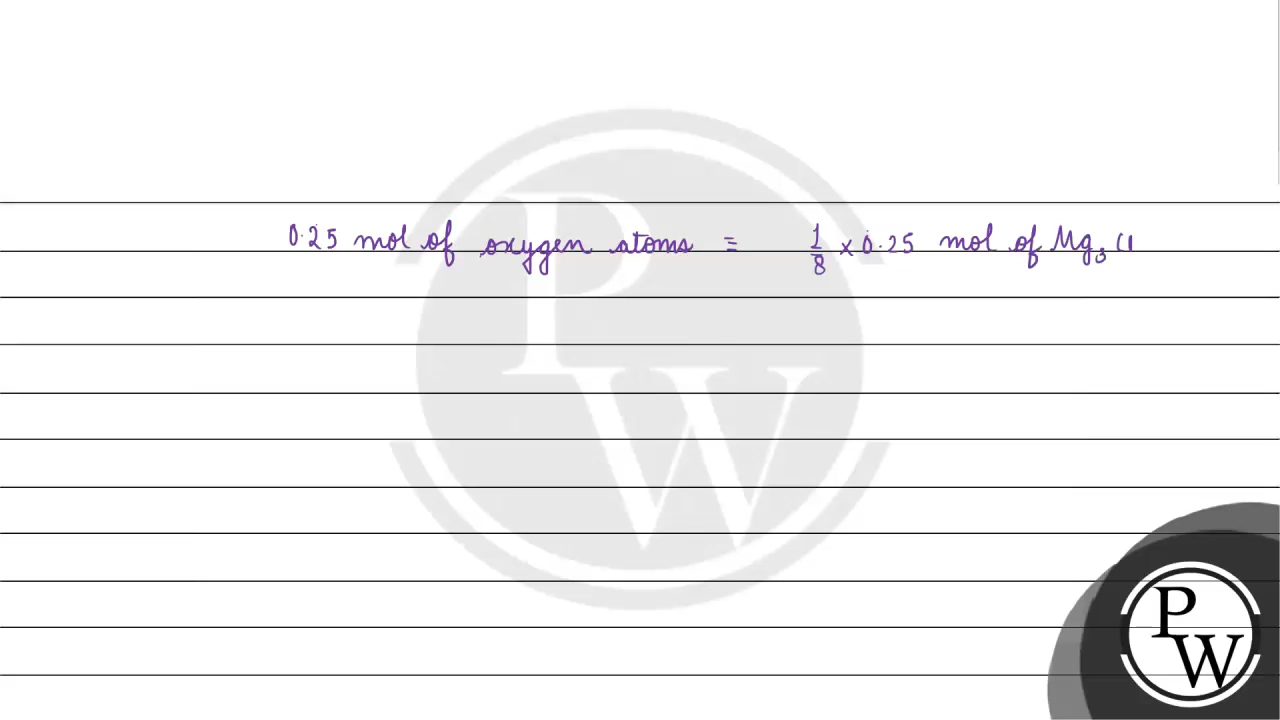 0.25 mol of oxygen atoms = 1/8 × 0.25 mol of Mg₃ (
P
W
P
W